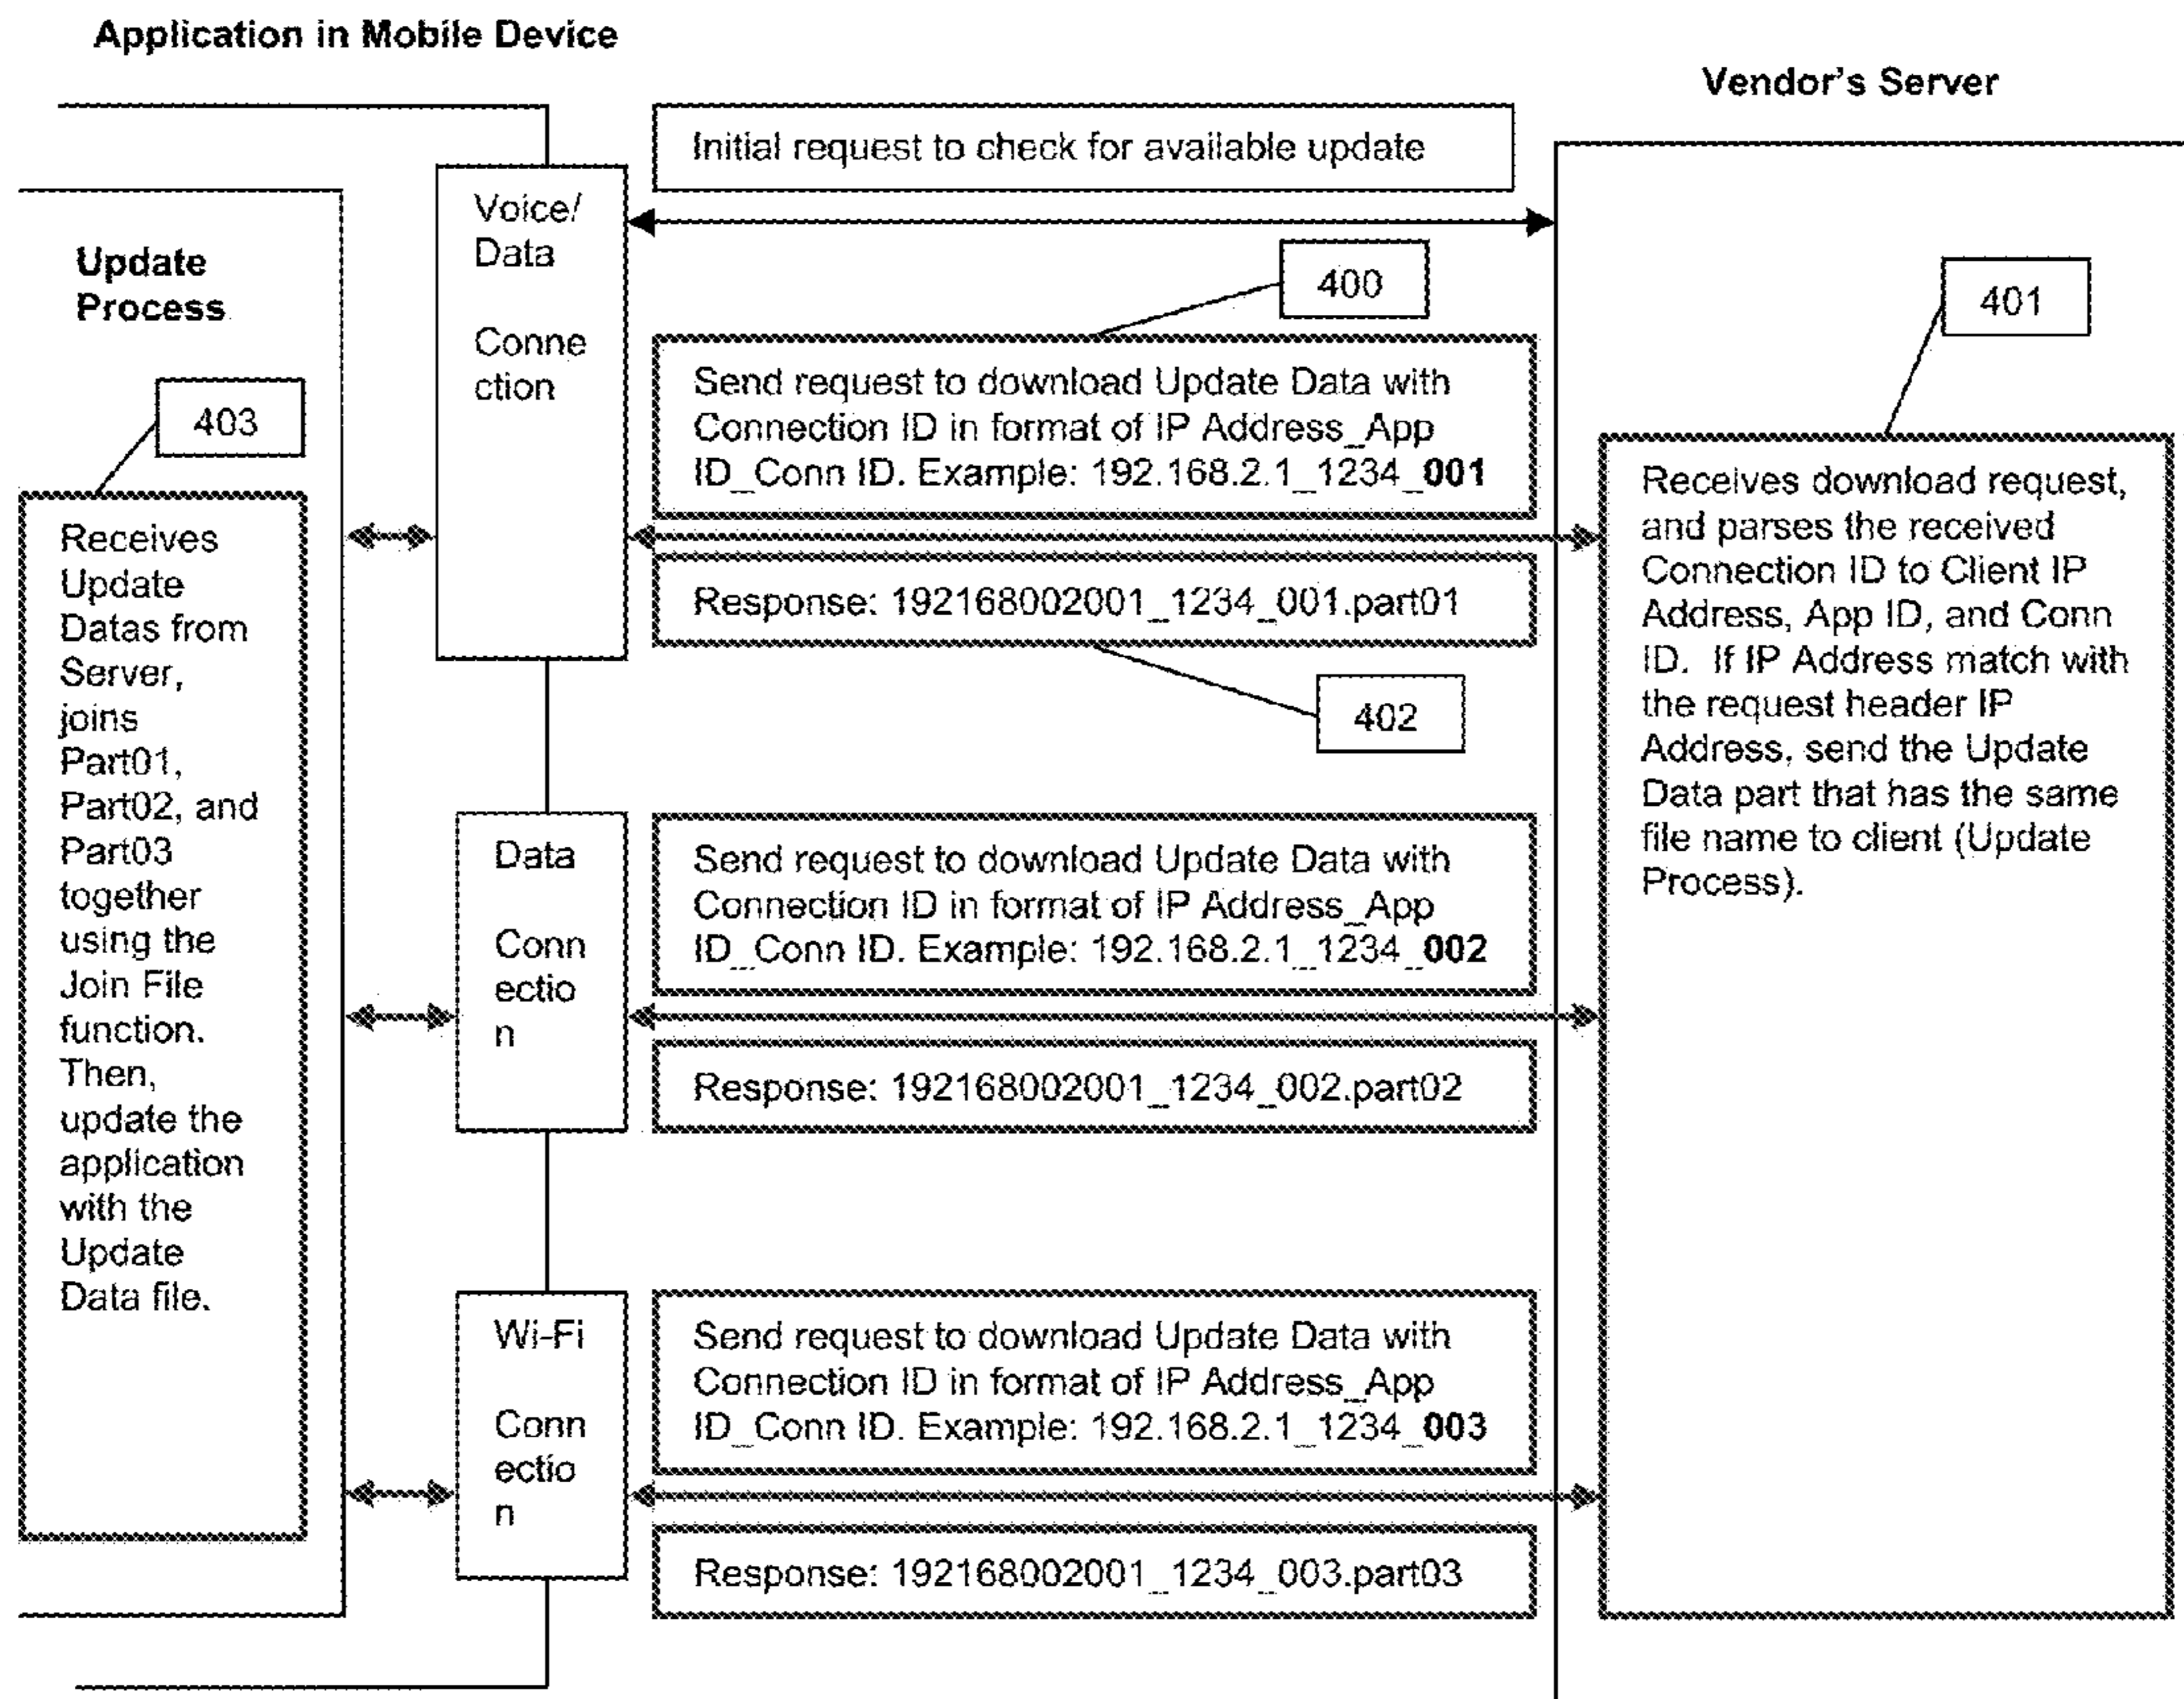 Application in Mobile Device
Vendor's Server
Initial request to check for available update
Voice/
Data
Conne
ction
Update
Process
400
401
403
Send request to download Update Data with
Connection ID in format of IP Address_App
ID_Conn ID. Example: 192.168.2.1_1234_001
Response: 192168002001_1234_001.part01
402
Receives download request,
and parses the received
Connection ID to Client IP
Address, App ID, and Conn
ID. If IP Address match with
the request header IP
Address, send the Update
Data part that has the same
file name to client (Update
Process).
Receives
Update
Datas from
Server,
joins
Part01,
Part02, and
Part03
together
using the
Join File
function.
Then,
update the
application
with the
Update
Data file.
Data
Conn
ectio
n
Send request to download Update Data with
Connection ID in format of IP Address_App
ID_Conn ID. Example: 192.168.2.1_1234_002
Response: 192168002001_1234_002.part02
Wi-Fi
Conn
ectio
n
Send request to download Update Data with
Connection ID in format of IP Address_App
ID_Conn ID. Example: 192.168.2.1_1234_003
Response: 192168002001_1234_003.part03